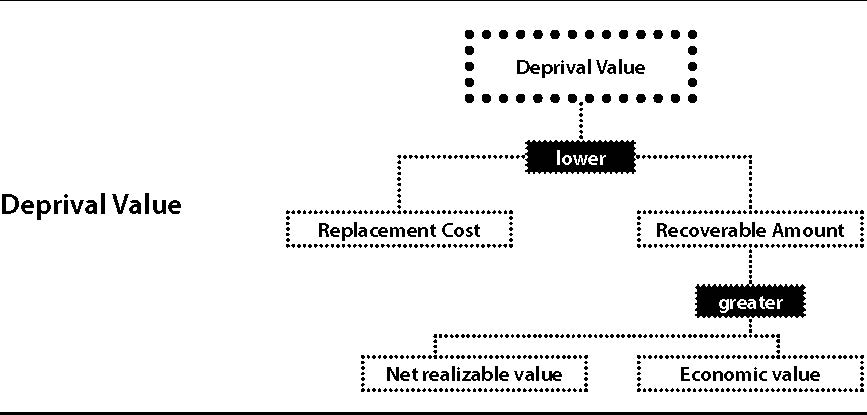 Deprival Value
lower
Deprival Value
Replacement Cost
Recoverable Amount
greater
Net realizable value
Economic value